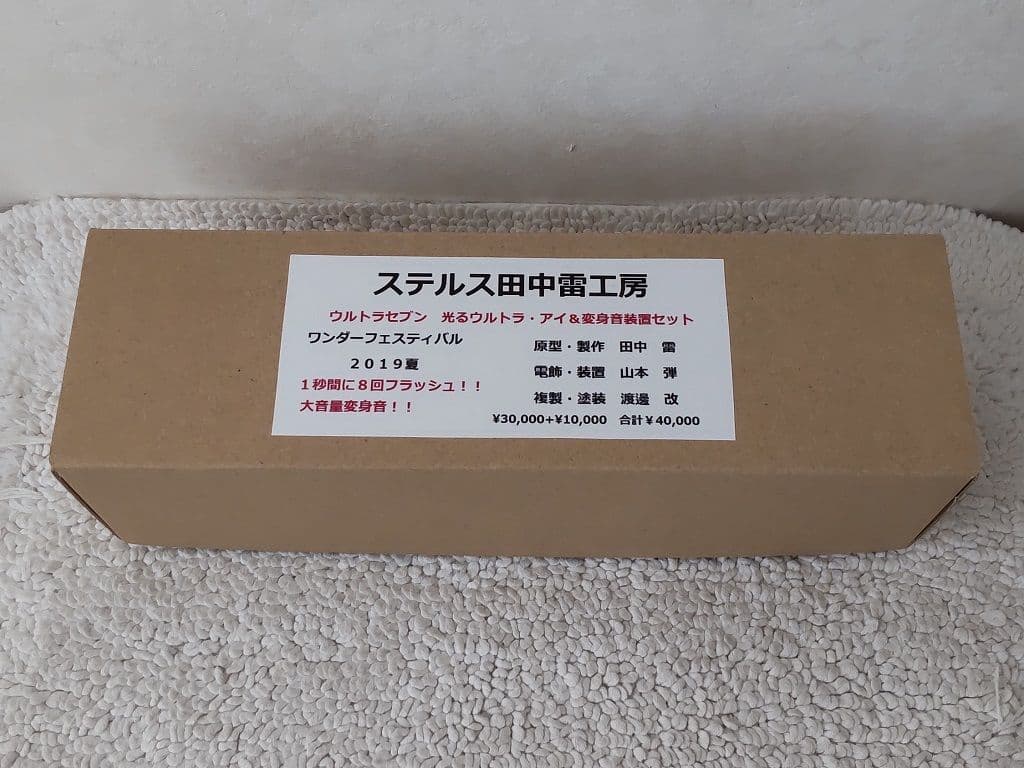 ステルス田中雷工房
ウルトラセブン　光るウルトラ・アイ＆変身音装置セット
ワンダーフェスティバル
２０１９夏
１秒間に８回フラッシュ！！
大音量変身音！！
原型・製作　田中　雷
電飾・装置　山本　弾
複製・塗装　渡邊　改
¥30,000+¥10,000　合計￥40,000